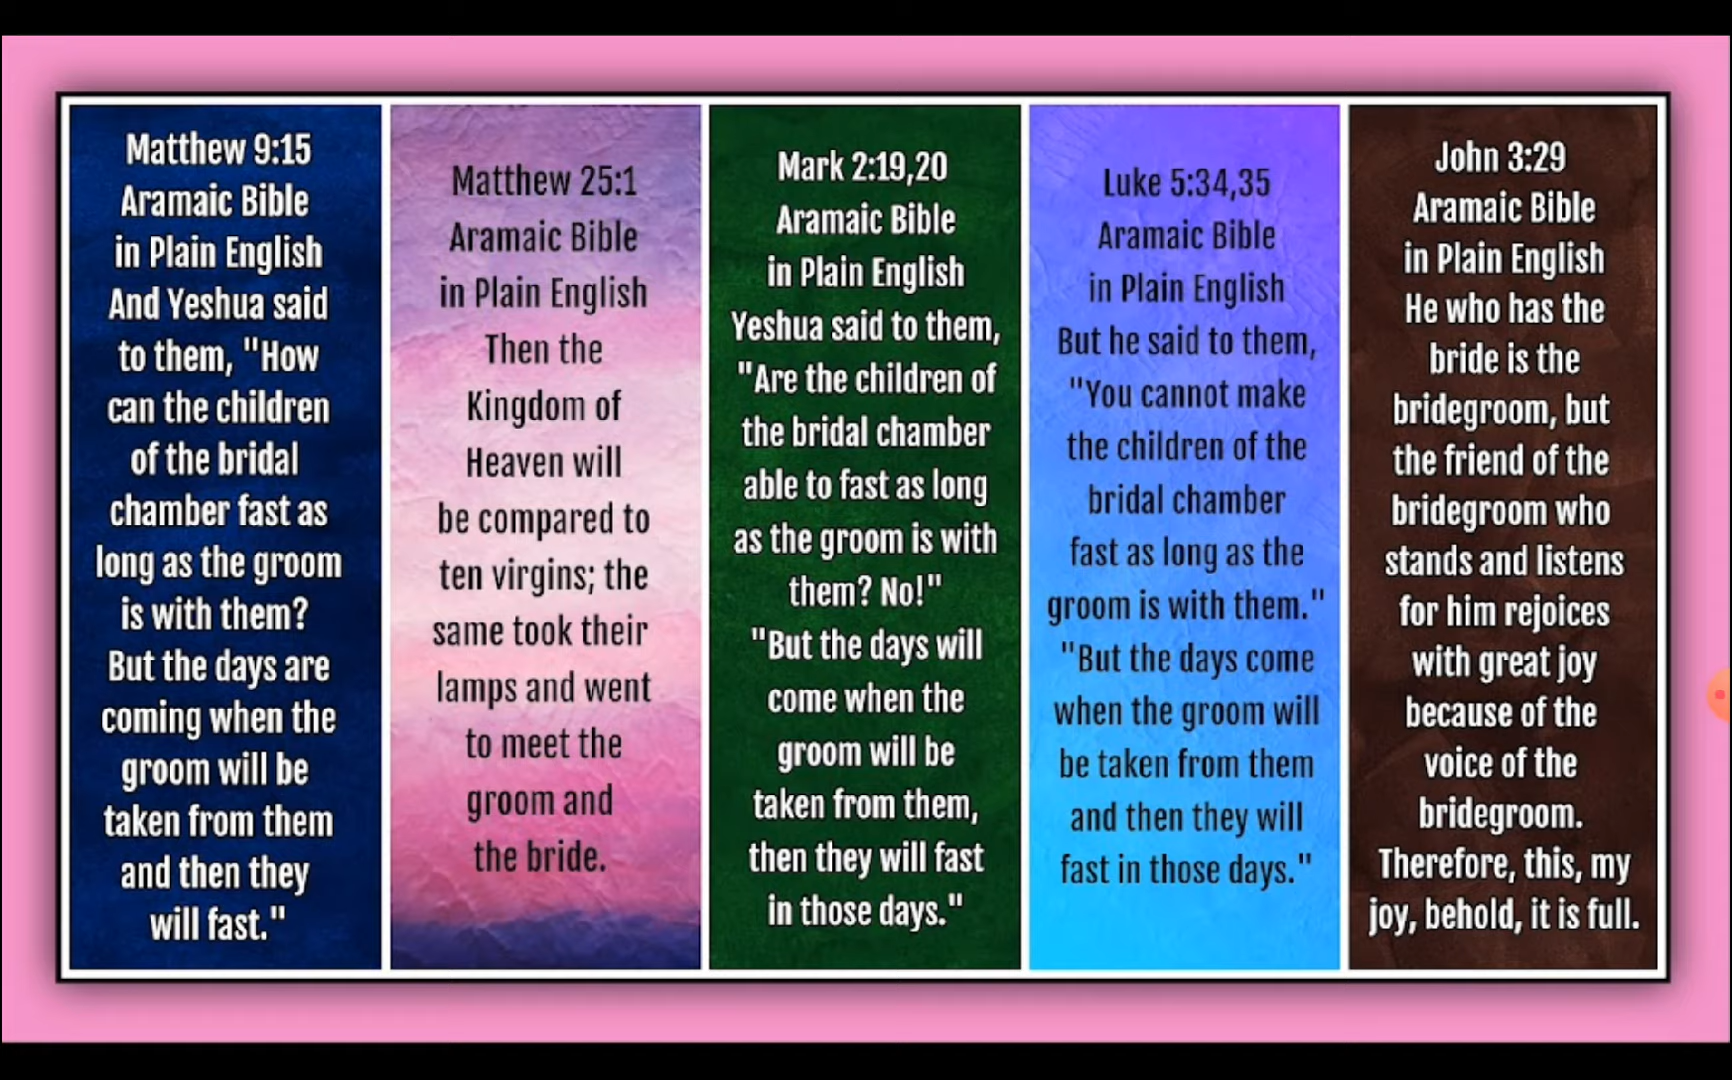 Matthew 9:15
Aramaic Bible
in Plain English
And Yeshua said
to them, "How
can the children
of the bridal
chamber fast as
long as the groom
is with them?
But the days are
coming when the
groom will be
taken from them
and then they
will fast."
Matthew 25:1
Aramaic Bible
in Plain English
Then the
Kingdom of
Heaven will
be compared to
ten virgins; the
same took their
lamps and went
to meet the
groom and
the bride.
Mark 2:19,20
Aramaic Bible
in Plain English
Yeshua said to them,
"Are the children of
the bridal chamber
able to fast as long
as the groom is with
them? No!"
"But the days will
come when the
groom will be
taken from them,
then they will fast
in those days."
Luke 5:34,35
Aramaic Bible
in Plain English
But he said to them,
"You cannot make
the children of the
bridal chamber
fast as long as the
groom is with them."
"But the days come
when the groom will
be taken from them
and then they will
fast in those days."
John 3:29
Aramaic Bible
in Plain English
He who has the
bride is the
bridegroom, but
the friend of the
bridegroom who
stands and listens
for him rejoices
with great joy
because of the
voice of the
bridegroom.
Therefore, this, my
joy, behold, it is full.